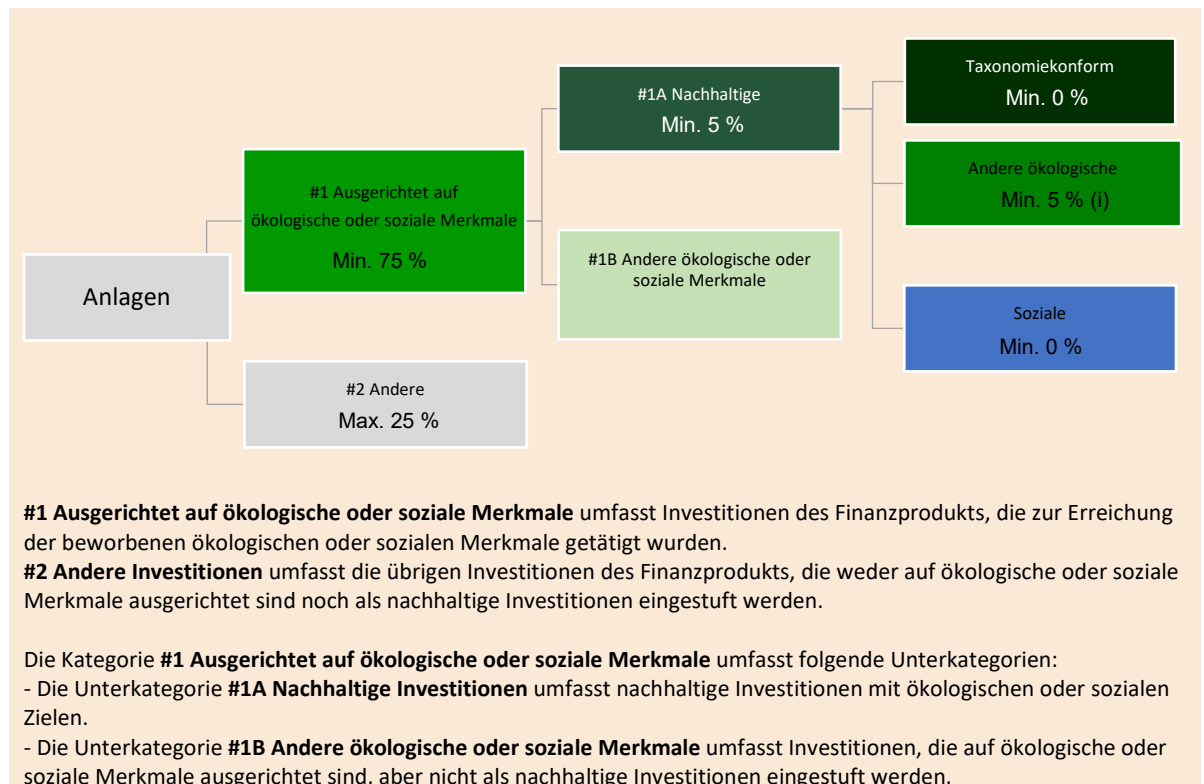 Taxonomiekonform
Min. 0 %
#1A Nachhaltige
Min. 5 %
Andere ökologische
Min. 5 % (i)
#1 Ausgerichtet auf
ökologische oder soziale Merkmale
Min. 75 %
#1B Andere ökologische oder
soziale Merkmale
Anlagen
Soziale
Min. 0 %
#2 Andere
Max. 25 %
#1 Ausgerichtet auf ökologische oder soziale Merkmale umfasst Investitionen des Finanzprodukts, die zur Erreichung
der beworbenen ökologischen oder sozialen Merkmale getätigt wurden.
#2 Andere Investitionen umfasst die übrigen Investitionen des Finanzprodukts, die weder auf ökologische oder soziale
Merkmale ausgerichtet sind noch als nachhaltige Investitionen eingestuft werden.
Die Kategorie #1 Ausgerichtet auf ökologische oder soziale Merkmale umfasst folgende Unterkategorien:
- Die Unterkategorie #1A Nachhaltige Investitionen umfasst nachhaltige Investitionen mit ökologischen oder sozialen
Zielen.
- Die Unterkategorie #1B Andere ökologische oder soziale Merkmale umfasst Investitionen, die auf ökologische oder
soziale Merkmale ausgerichtet sind, aber nicht als nachhaltige Investitionen eingestuft werden.